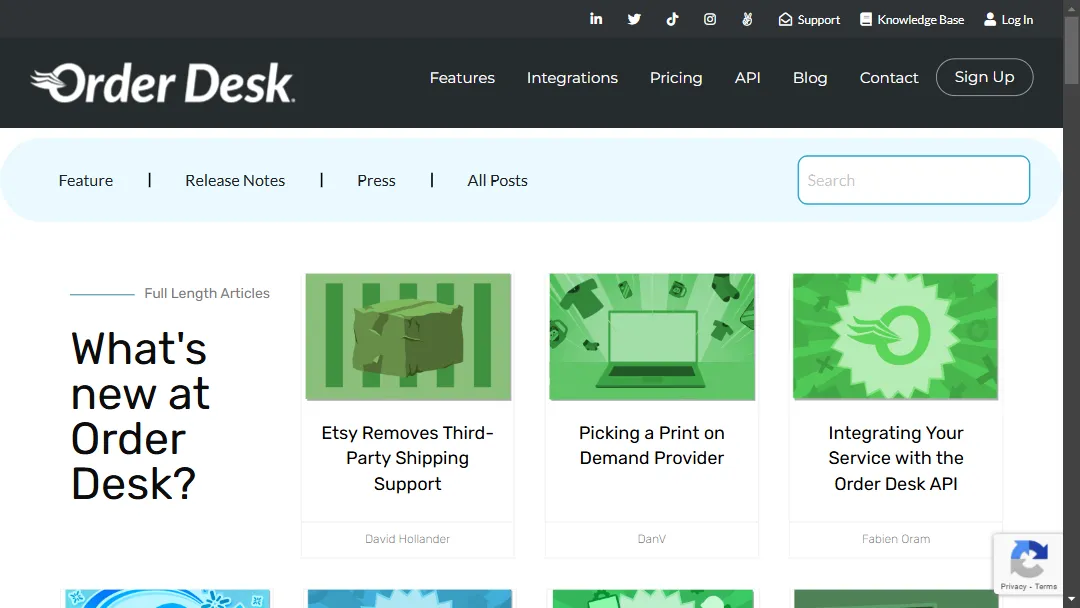 Support
Knowledge Base
Log In
Order Desk.
Features
Integrations
Pricing
API
Blog
Contact
Sign Up
Feature
Release Notes
Press
All Posts
Search
Full Length Articles
What's
new at
Order
Desk?
Etsy Removes Third-
Party Shipping
Support
David Hollander
Picking a Print on
Demand Provider
DanV
Integrating Your
Service with the
Order Desk API
Fabien Oram
Privacy - Terms